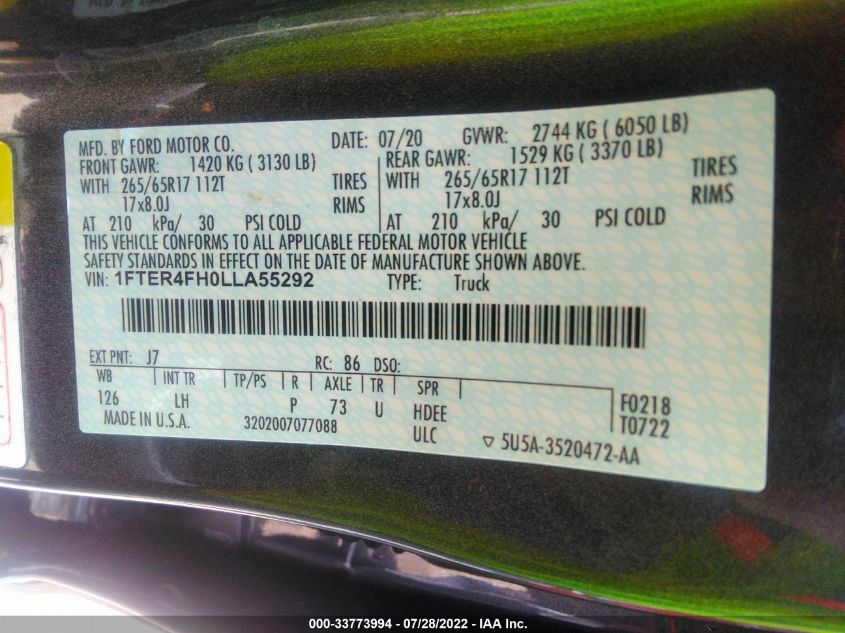 MFD. BY FORD MOTOR CO. DATE: 07/20 GVWR: 2744 KG ( 6050 LB)
FRONT GAWR: 1420 KG ( 3130 LB) REAR GAWR: 1529 KG ( 3370 LB)
WITH 265/65R17 112T TIRES WITH 265/65R17 112T TIRES
17x8.0J RIMS 17x8.0J RIMS
AT 210 kPa/ 30 PSI COLD AT 210 kPa/ 30 PSI COLD
THIS VEHICLE CONFORMS TO ALL APPLICABLE FEDERAL MOTOR VEHICLE
SAFETY STANDARDS IN EFFECT ON THE DATE OF MANUFACTURE SHOWN ABOVE.
VIN: 1FTER4FH0LLA55292 TYPE: Truck
EXT PNT: J7 RC: 86 DSO:
WB INT TR TP/PS R AXLE TR SPR
126 LH P 73 U HDEE F0218
MADE IN U.S.A. 3202007077088 ULC T0722
▽ 5U5A-3520472-AA
000-33773994 - 07/28/2022 - IAA Inc.